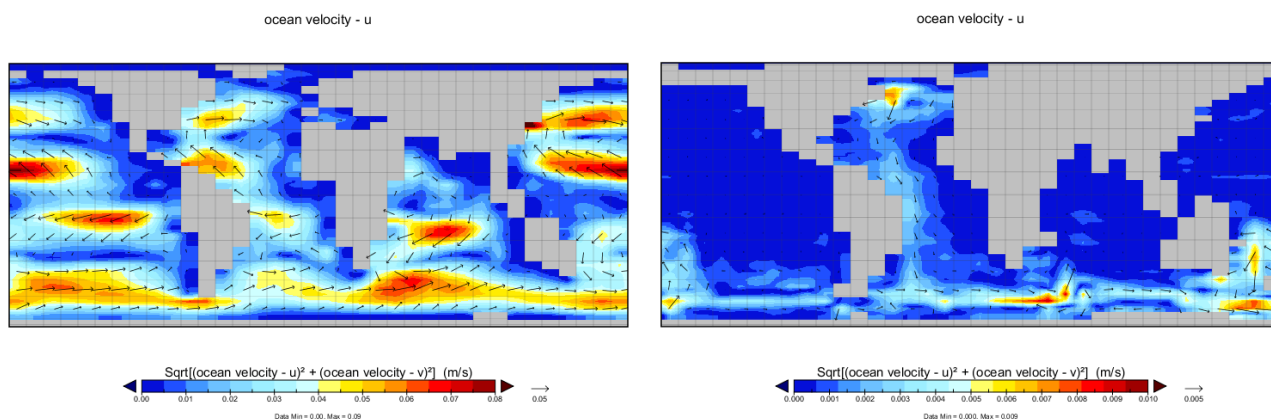 ocean velocity - u
Sqrt[(ocean velocity - u)² + (ocean velocity - v)²] (m/s)
0.00 0.01 0.02 0.03 0.04 0.05 0.06 0.07 0.08 0.05
Data Min = 0.00, Max = 0.09
ocean velocity - u
Sqrt[(ocean velocity - u)² + (ocean velocity - v)²] (m/s)
0.000 0.001 0.002 0.003 0.004 0.005 0.006 0.007 0.008 0.009 0.010 0.005
Data Min = 0.000, Max = 0.009